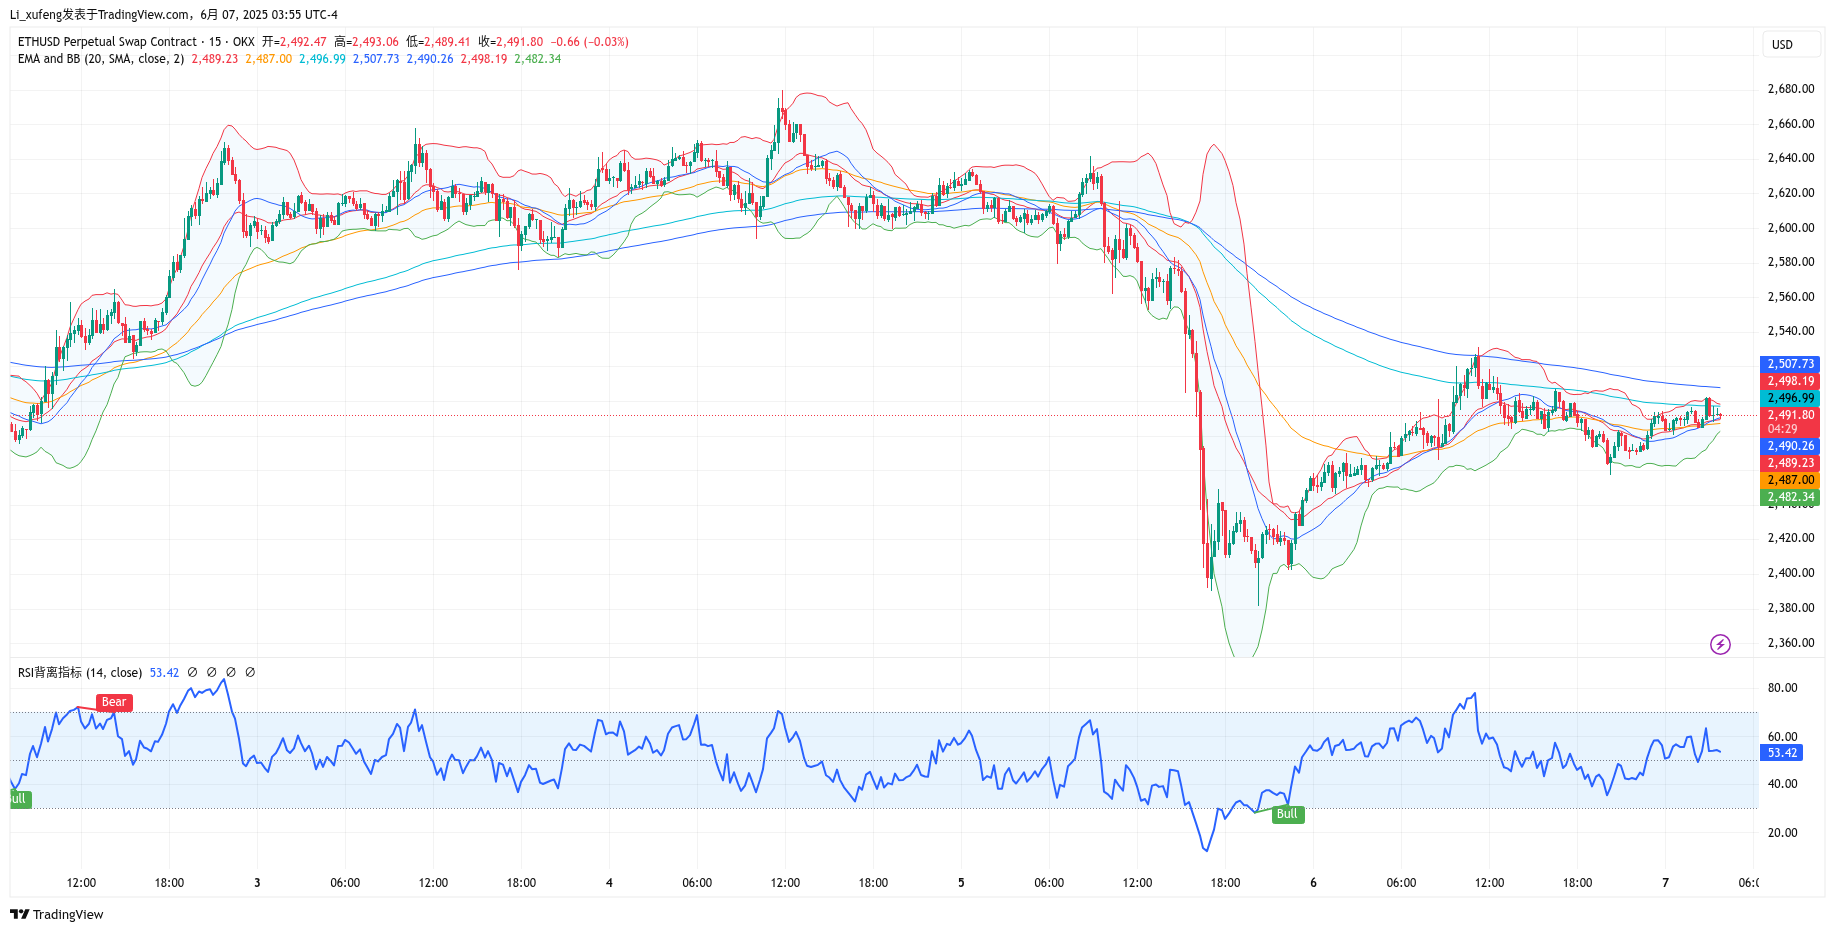 Li_xufeng发表于TradingView.com，6月 07, 2025 03:55 UTC-4
ETHUSD Perpetual Swap Contract · 15 · OKX 开=2,492.47 高=2,493.06 低=2,489.41 收=2,491.80 −0.66 (−0.03%)
EMA and BB (20, SMA, close, 2) 2,489.23 2,487.00 2,496.99 2,507.73 2,490.26 2,498.19 2,482.34
USD
2,680.00
2,660.00
2,640.00
2,620.00
2,600.00
2,580.00
2,560.00
2,540.00
2,507.73
2,498.19
2,496.99
2,491.80
04:29
2,490.26
2,489.23
2,487.00
2,482.34
2,420.00
2,400.00
2,380.00
2,360.00
RSI背离指标 (14, close) 53.42 ∅ ∅ ∅ ∅
80.00
Bear
60.00
53.42
40.00
Bull
20.00
12:00 18:00 3 06:00 12:00 18:00 4 06:00 12:00 18:00 5 06:00 12:00 18:00 6 06:00 12:00 18:00 7
TradingView